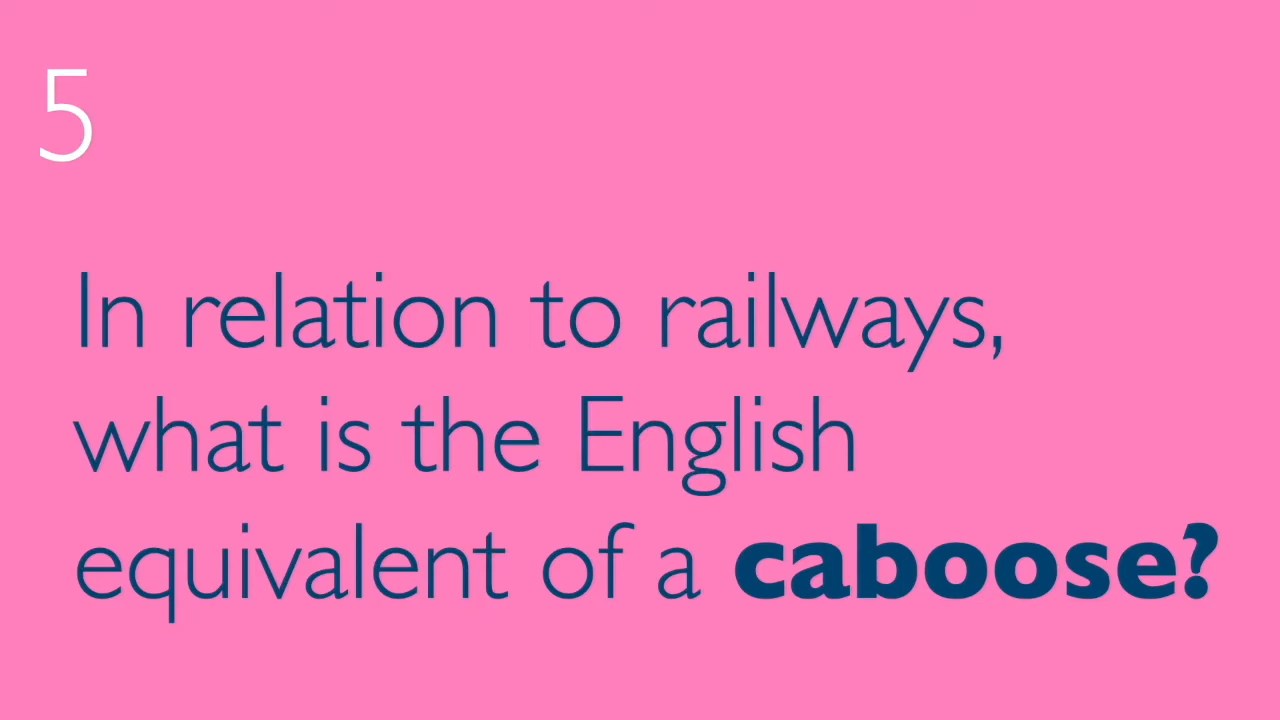 5
In relation to railways,
what is the English
equivalent of a caboose?